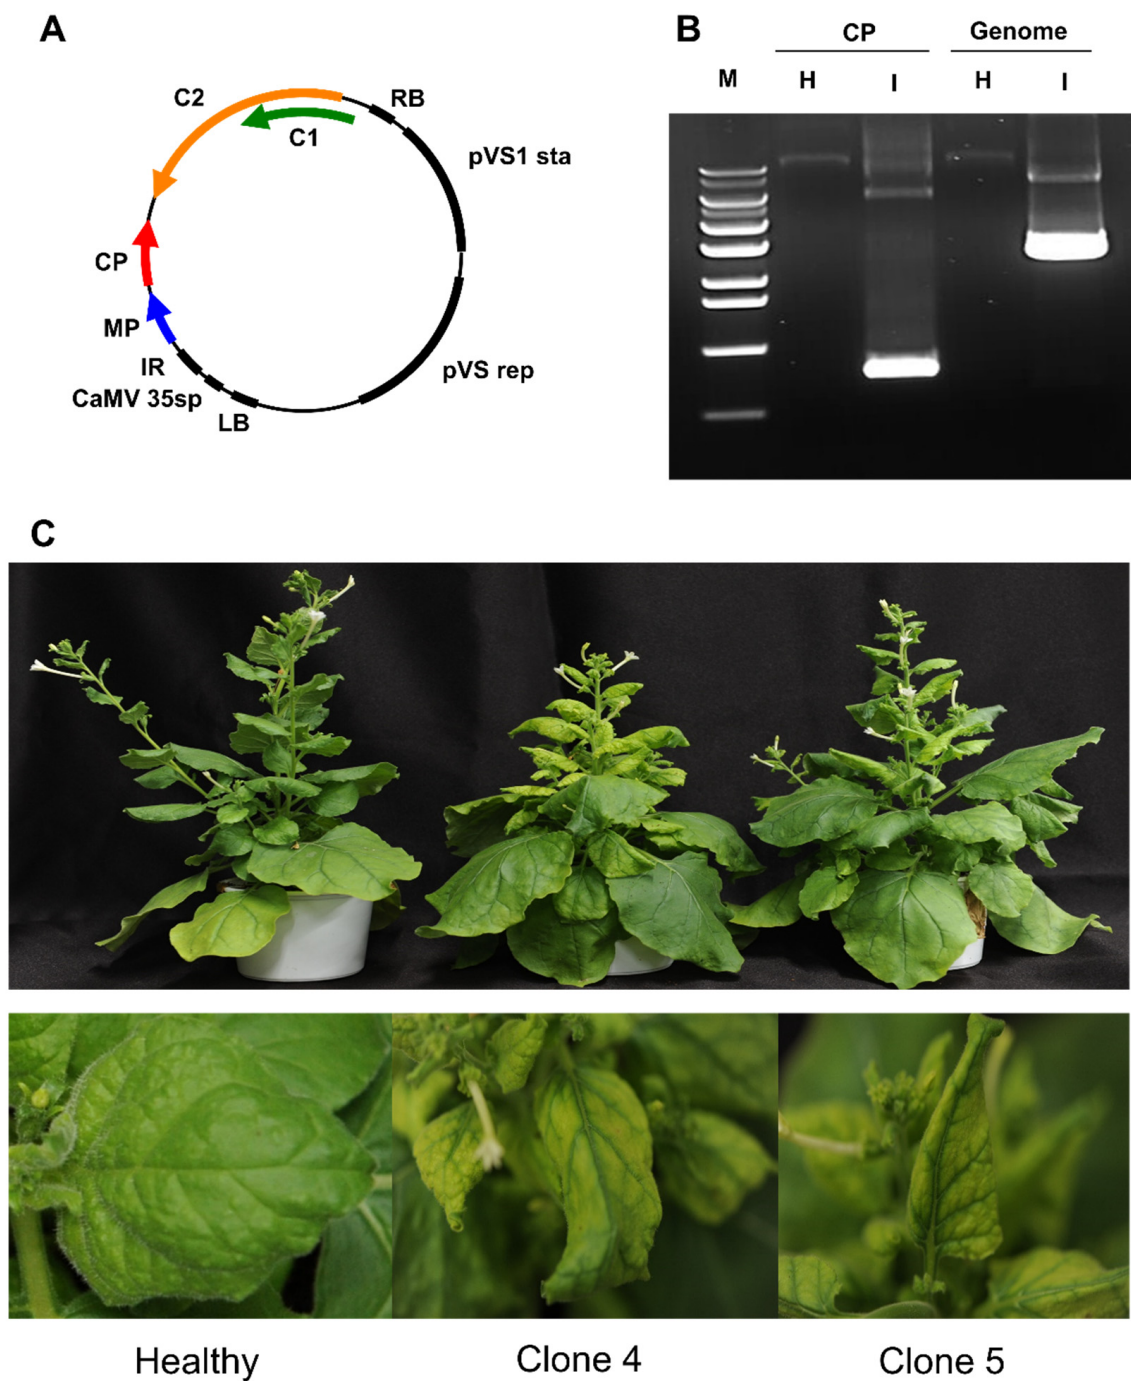 A
C2
RB
C1
pVS1 sta
CP
MP
IR
CaMV 35sp
LB
pVS rep
B
CP Genome
M H I H I
C
Healthy Clone 4 Clone 5